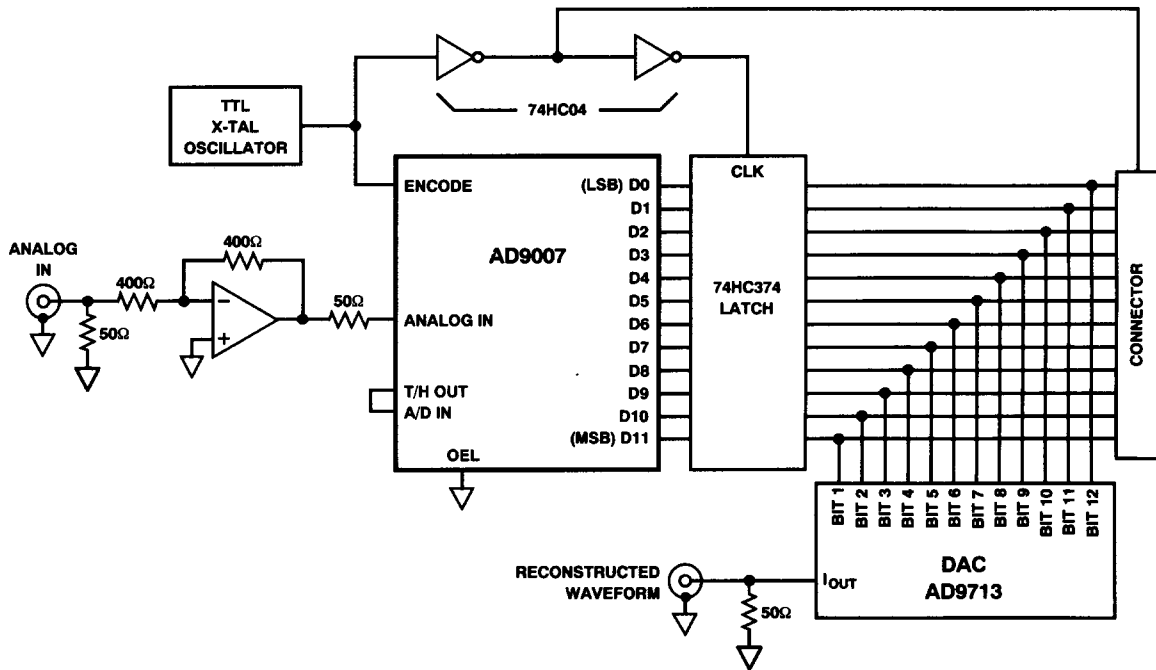 74HC04
TTL
X-TAL
OSCILLATOR
ENCODE
(LSB) D0
CLK
D1
D2
D3
D4
D5
D6
D7
D8
D9
D10
(MSB) D11
AD9007
74HC374
LATCH
CONNECTOR
ANALOG
IN
400Ω
400Ω
50Ω
50Ω
−
+
ANALOG IN
T/H OUT
A/D IN
OEL
BIT 1
BIT 2
BIT 3
BIT 4
BIT 5
BIT 6
BIT 7
BIT 8
BIT 9
BIT 10
BIT 11
BIT 12
DAC
AD9713
IOUT
RECONSTRUCTED
WAVEFORM
50Ω